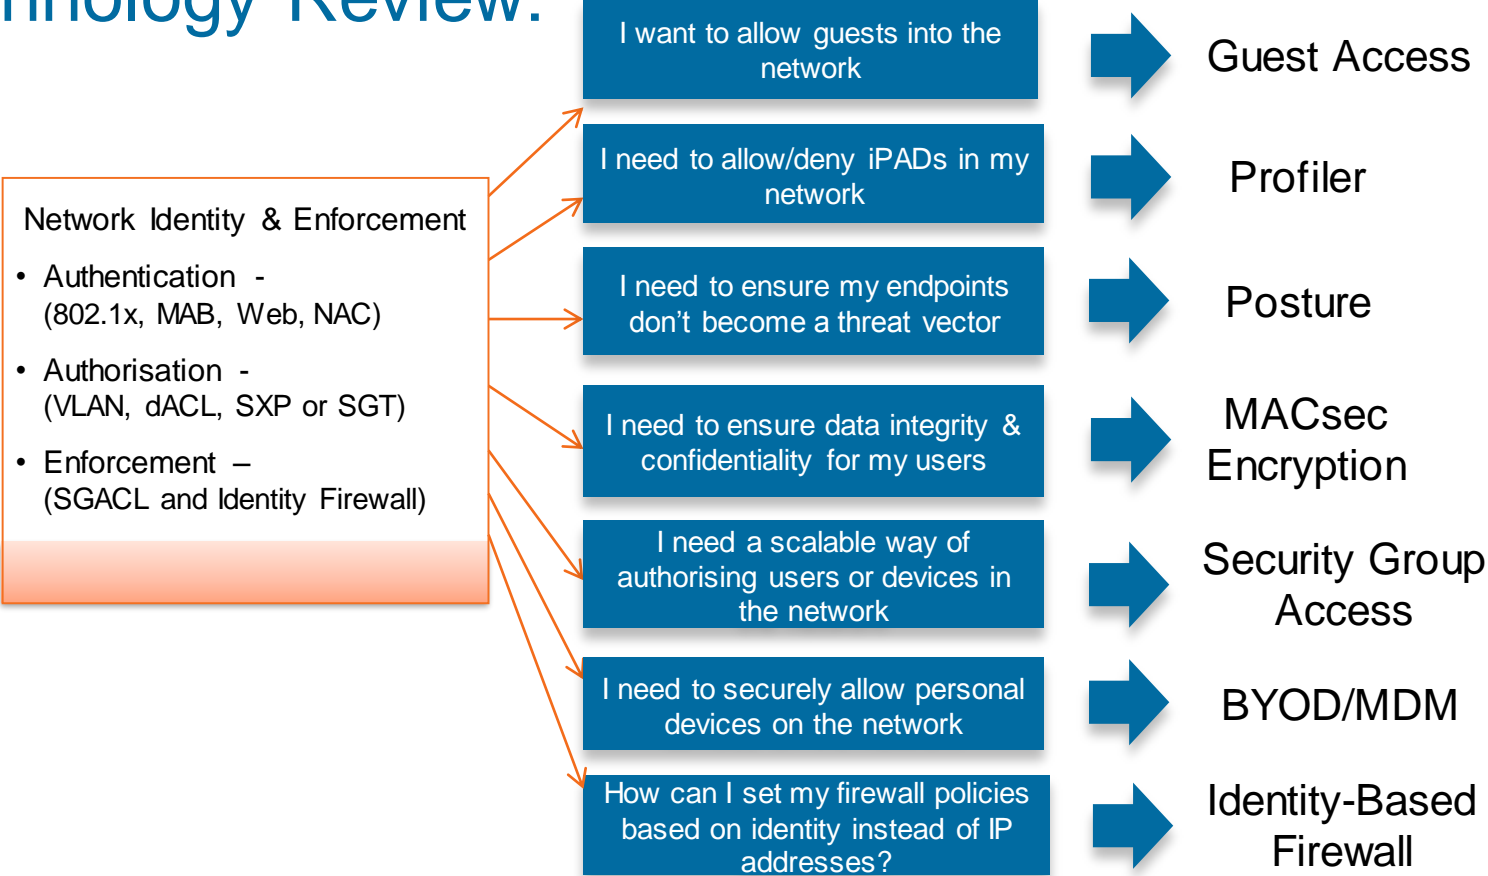 Review:
I want to allow guests into the
network
Guest Access
I need to allow/deny iPADs in my
network
Profiler
Network Identity & Enforcement
• Authentication -
(802.1x, MAB, Web, NAC)
• Authorisation -
(VLAN, dACL, SXP or SGT)
• Enforcement –
(SGACL and Identity Firewall)
I need to ensure my endpoints
don't become a threat vector
Posture
I need to ensure data integrity &
confidentiality for my users
MACsec
Encryption
I need a scalable way of
authorising users or devices in
the network
Security Group
Access
I need to securely allow personal
devices on the network
BYOD/MDM
How can I set my firewall policies
based on identity instead of IP
addresses?
Identity-Based
Firewall